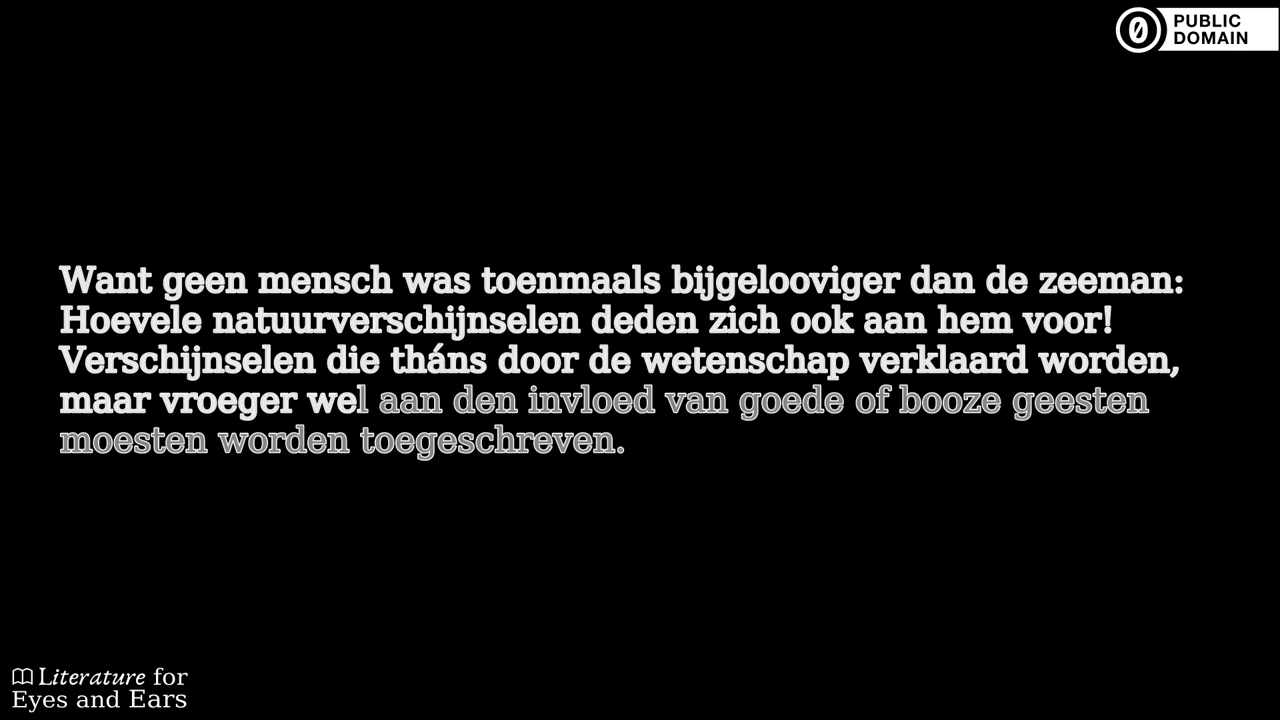 PUBLIC
DOMAIN
Want geen mensch was toenmaals bijgelooviger dan de zeeman:
Hoevele natuurverschijnselen deden zich ook aan hem voor!
Verschijnselen die tháns door de wetenschap verklaard worden,
maar vroeger wel aan den invloed van goede of booze geesten
moesten worden toegeschreven.
Literature for
Eyes and Ears